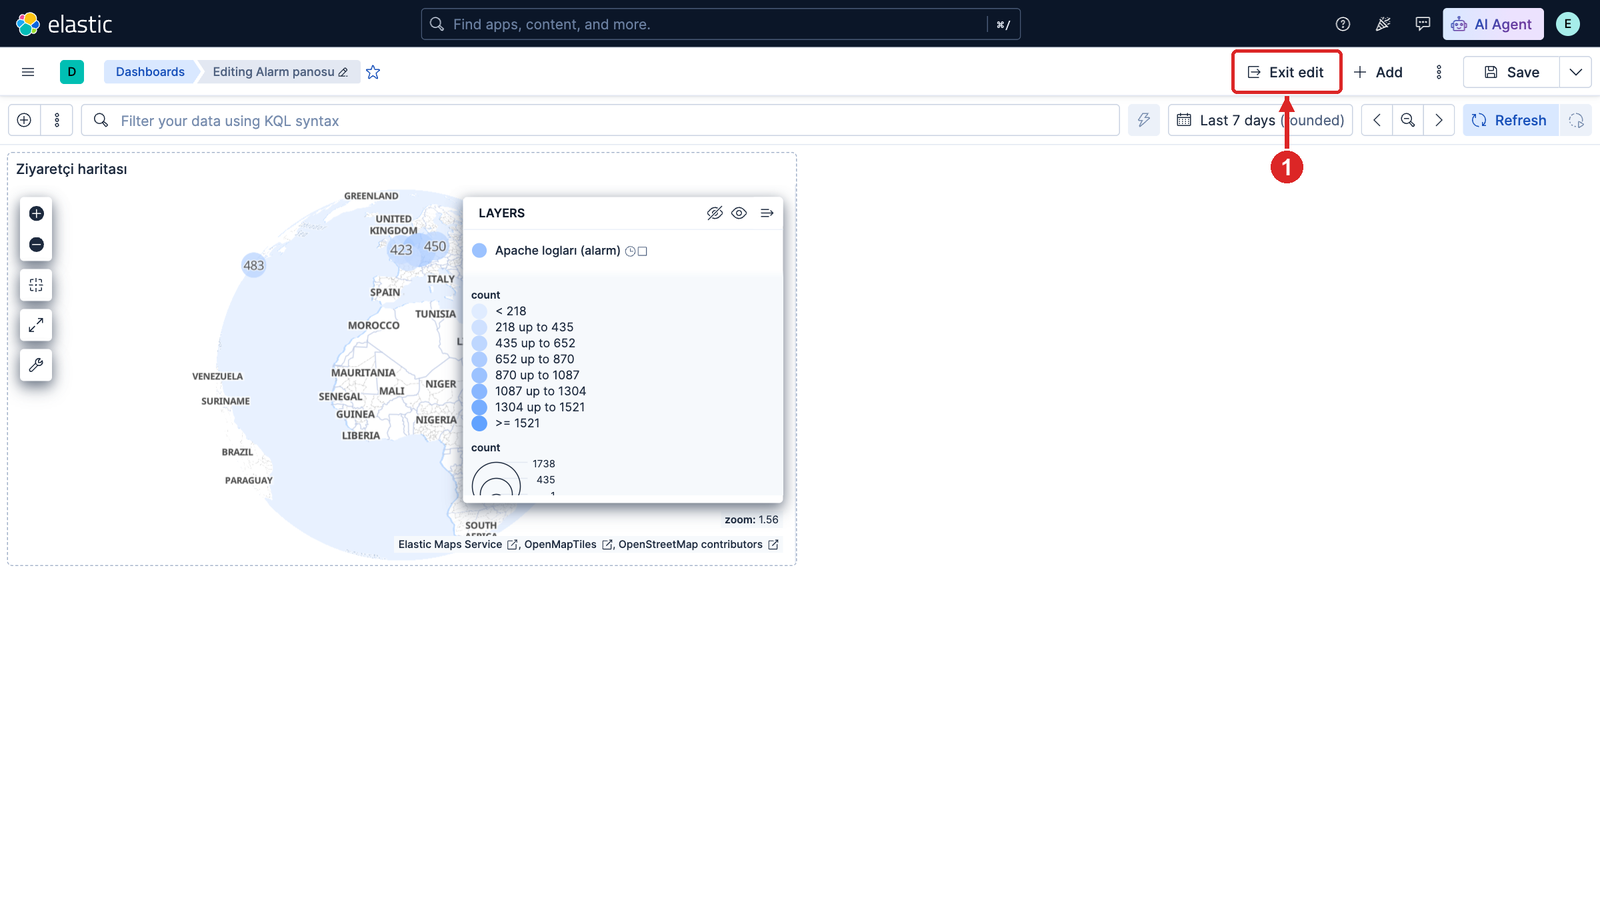 elastic
Find apps, content, and more.
⌘/
AI Agent
E
D
Dashboards
Editing Alarm panosu
Exit edit
Add
Save
Filter your data using KQL syntax
Last 7 days (rounded)
Refresh
1
Ziyaretçi haritası
GREENLAND
UNITED
KINGDOM
423
450
483
ITALY
SPAIN
TUNISIA
MOROCCO
MAURITANIA
MALI
NIGER
VENEZUELA
SENEGAL
SURINAME
GUINEA
NIGERIA
LIBERIA
BRAZIL
PARAGUAY
SOUTH
AFRICA
LAYERS
Apache logları (alarm)
count
< 218
218 up to 435
435 up to 652
652 up to 870
870 up to 1087
1087 up to 1304
1304 up to 1521
>= 1521
count
1738
435
1
zoom: 1.56
Elastic Maps Service , OpenMapTiles , OpenStreetMap contributors